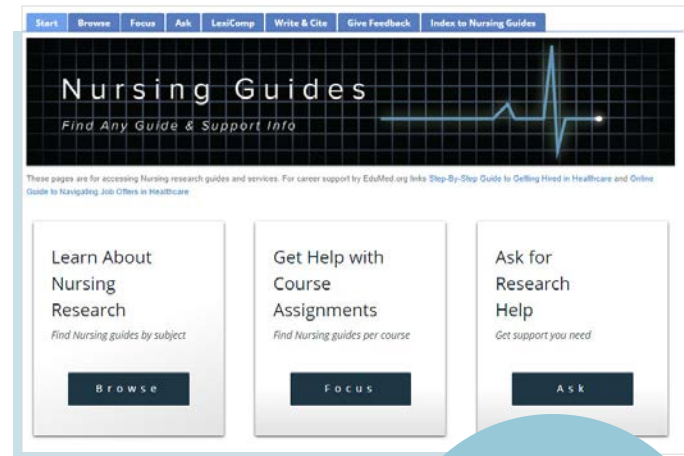 Start Browse Focus Ask LexiComp Write & Cite Give Feedback Index to Nursing Guides
Nursing Guides
Find Any Guide & Support Info
These pages are for accessing Nursing research guides and services. For career support by EduMed.org links Step-By-Step Guide to Getting Hired in Healthcare and Online
Guide to Navigating Job Offers in Healthcare
Learn About
Nursing
Research
Find Nursing guides by subject
Browse
Get Help with
Course
Assignments
Find Nursing guides per course
Focus
Ask for
Research
Help
Get support you need
Ask